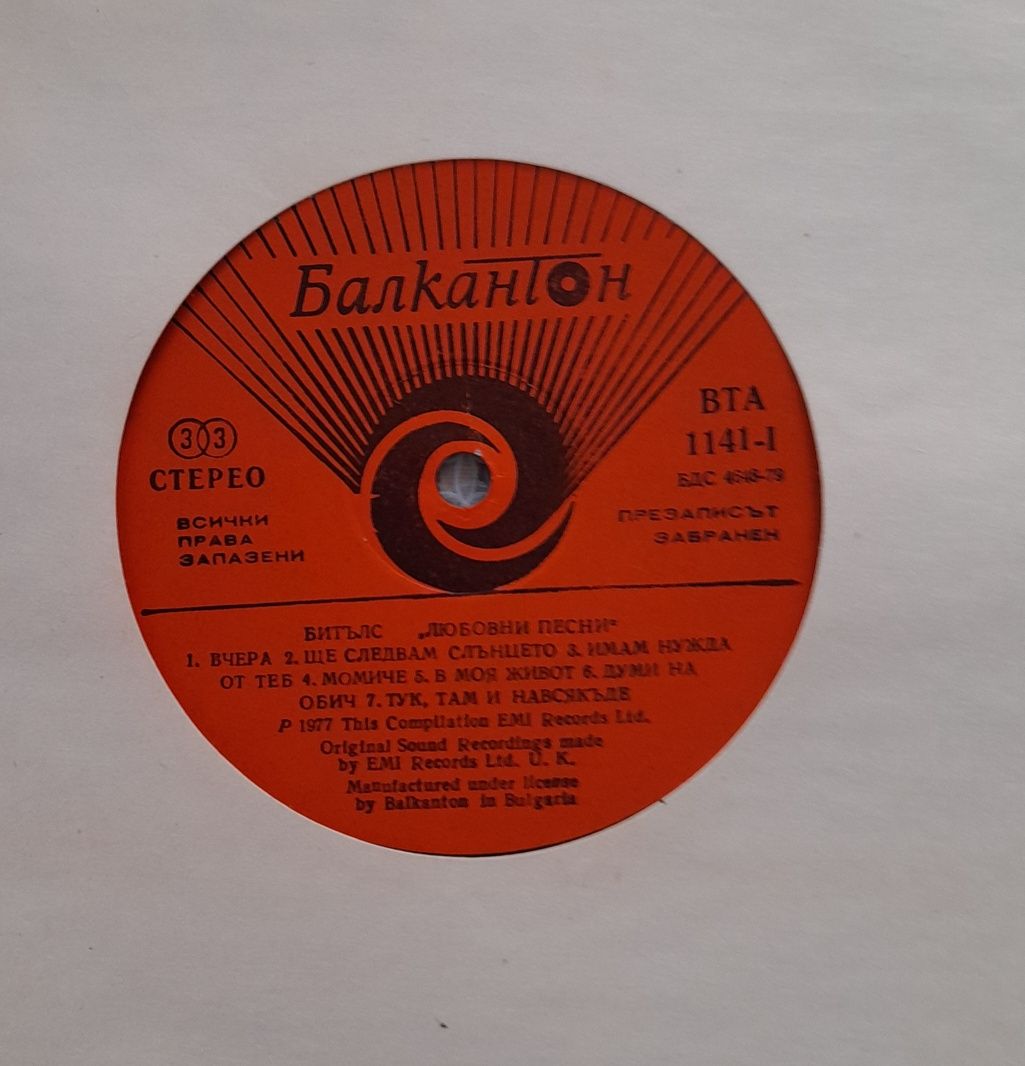 Балкантон
33
СТЕРЕО
ВСИЧКИ
ПРАВА
ЗАПАЗЕНИ
ВТА
1141-I
БДС 4648-79
ПРЕЗАПИСЪТ
ЗАБРАНЕН
БИТЪЛС „ЛЮБОВНИ ПЕСНИ“
1. ВЧЕРА 2. ЩЕ СЛЕДВАМ СЛЪНЦЕТО 3. ИМАМ НУЖДА
ОТ ТЕБ 4. МОМИЧЕ 5. В МОЯ ЖИВОТ 6. ДУМИ НА
ОБИЧ 7. ТУК, ТАМ И НАВСЯКЪДЕ
P 1977 This Compilation EMI Records Ltd.
Original Sound Recordings made
by EMI Records Ltd. U. K.
Manufactured under license
by Balkanton in Bulgaria